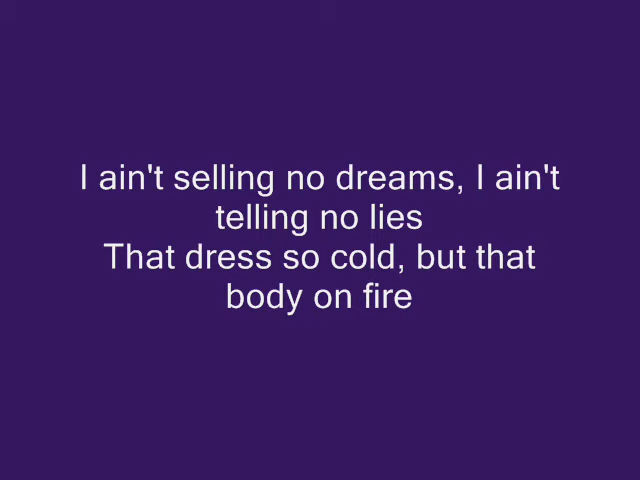 I ain't selling no dreams, I ain't
telling no lies
That dress so cold, but that
body on fire